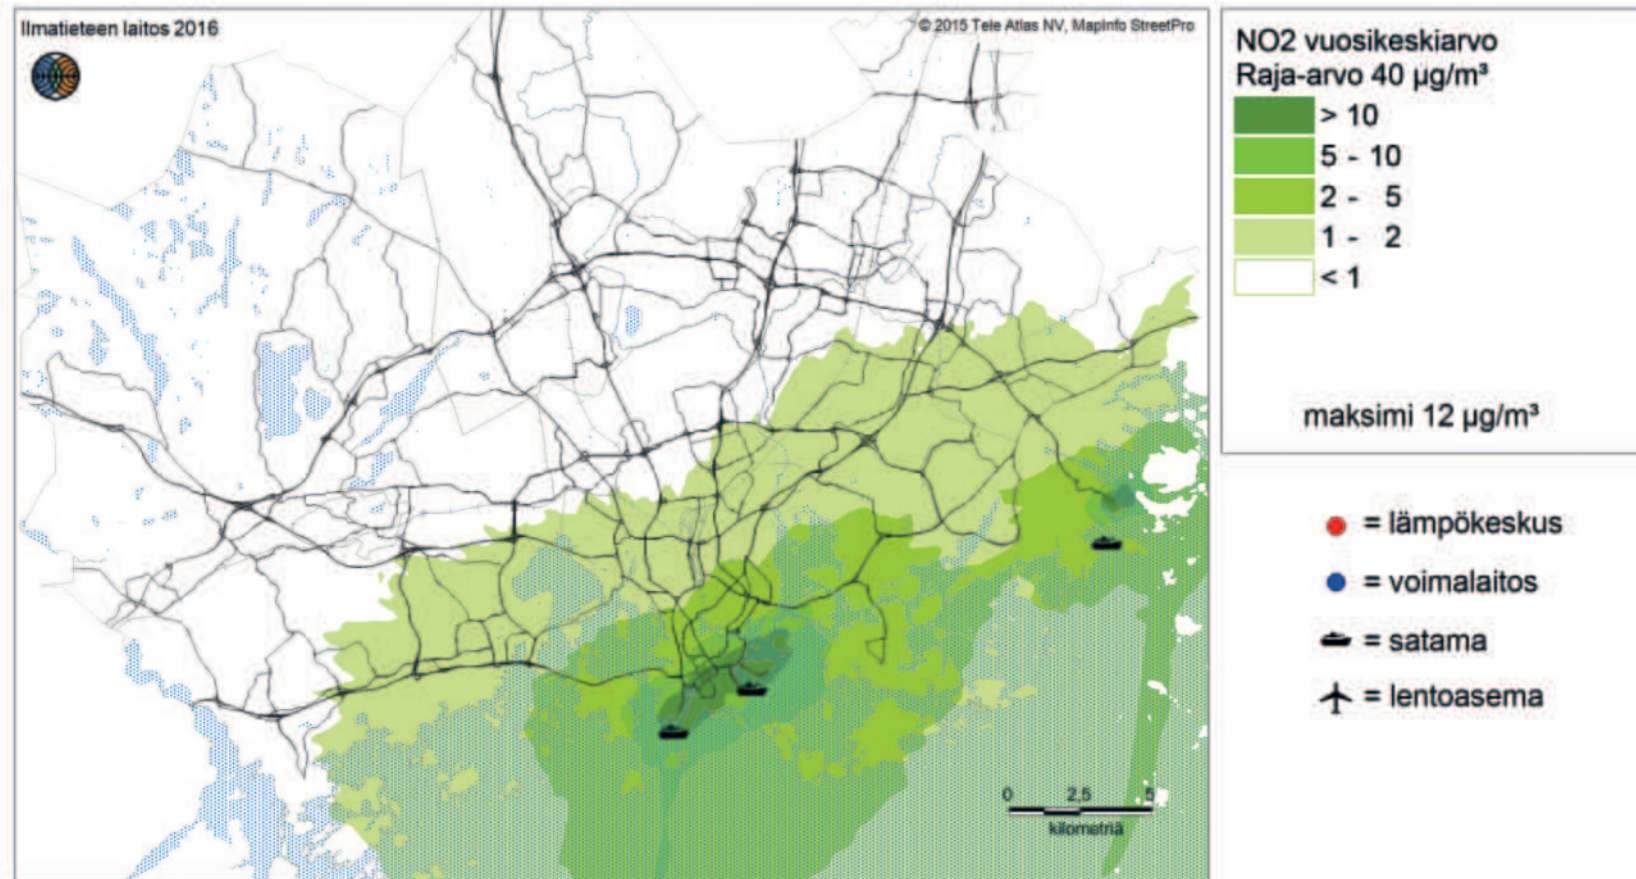 Ilmatieteen laitos 2016
© 2015 Tele Atlas NV, MapInfo StreetPro
NO2 vuosikeskiarvo
Raja-arvo 40 µg/m³
> 10
5 - 10
2 - 5
1 - 2
< 1
maksimi 12 µg/m³
= lämpökeskus
= voimalaitos
= satama
= lentoasema
0 2,5 5
kilometriä